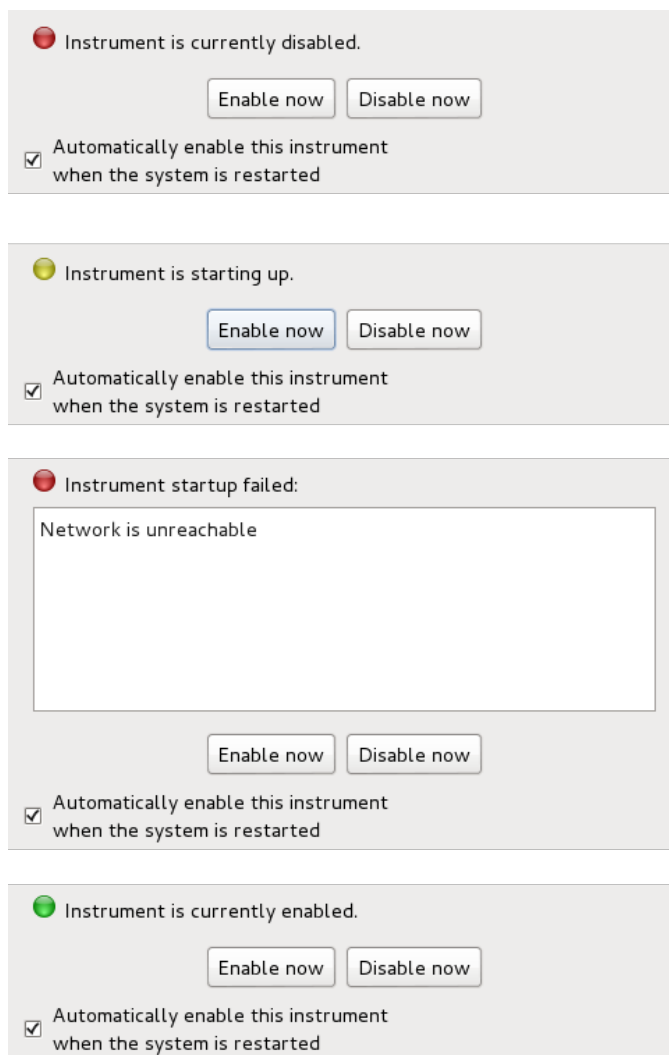 Instrument is currently disabled.
Enable now Disable now
Automatically enable this instrument
when the system is restarted
Instrument is starting up.
Enable now Disable now
Automatically enable this instrument
when the system is restarted
Instrument startup failed:
Network is unreachable
Enable now Disable now
Automatically enable this instrument
when the system is restarted
Instrument is currently enabled.
Enable now Disable now
Automatically enable this instrument
when the system is restarted